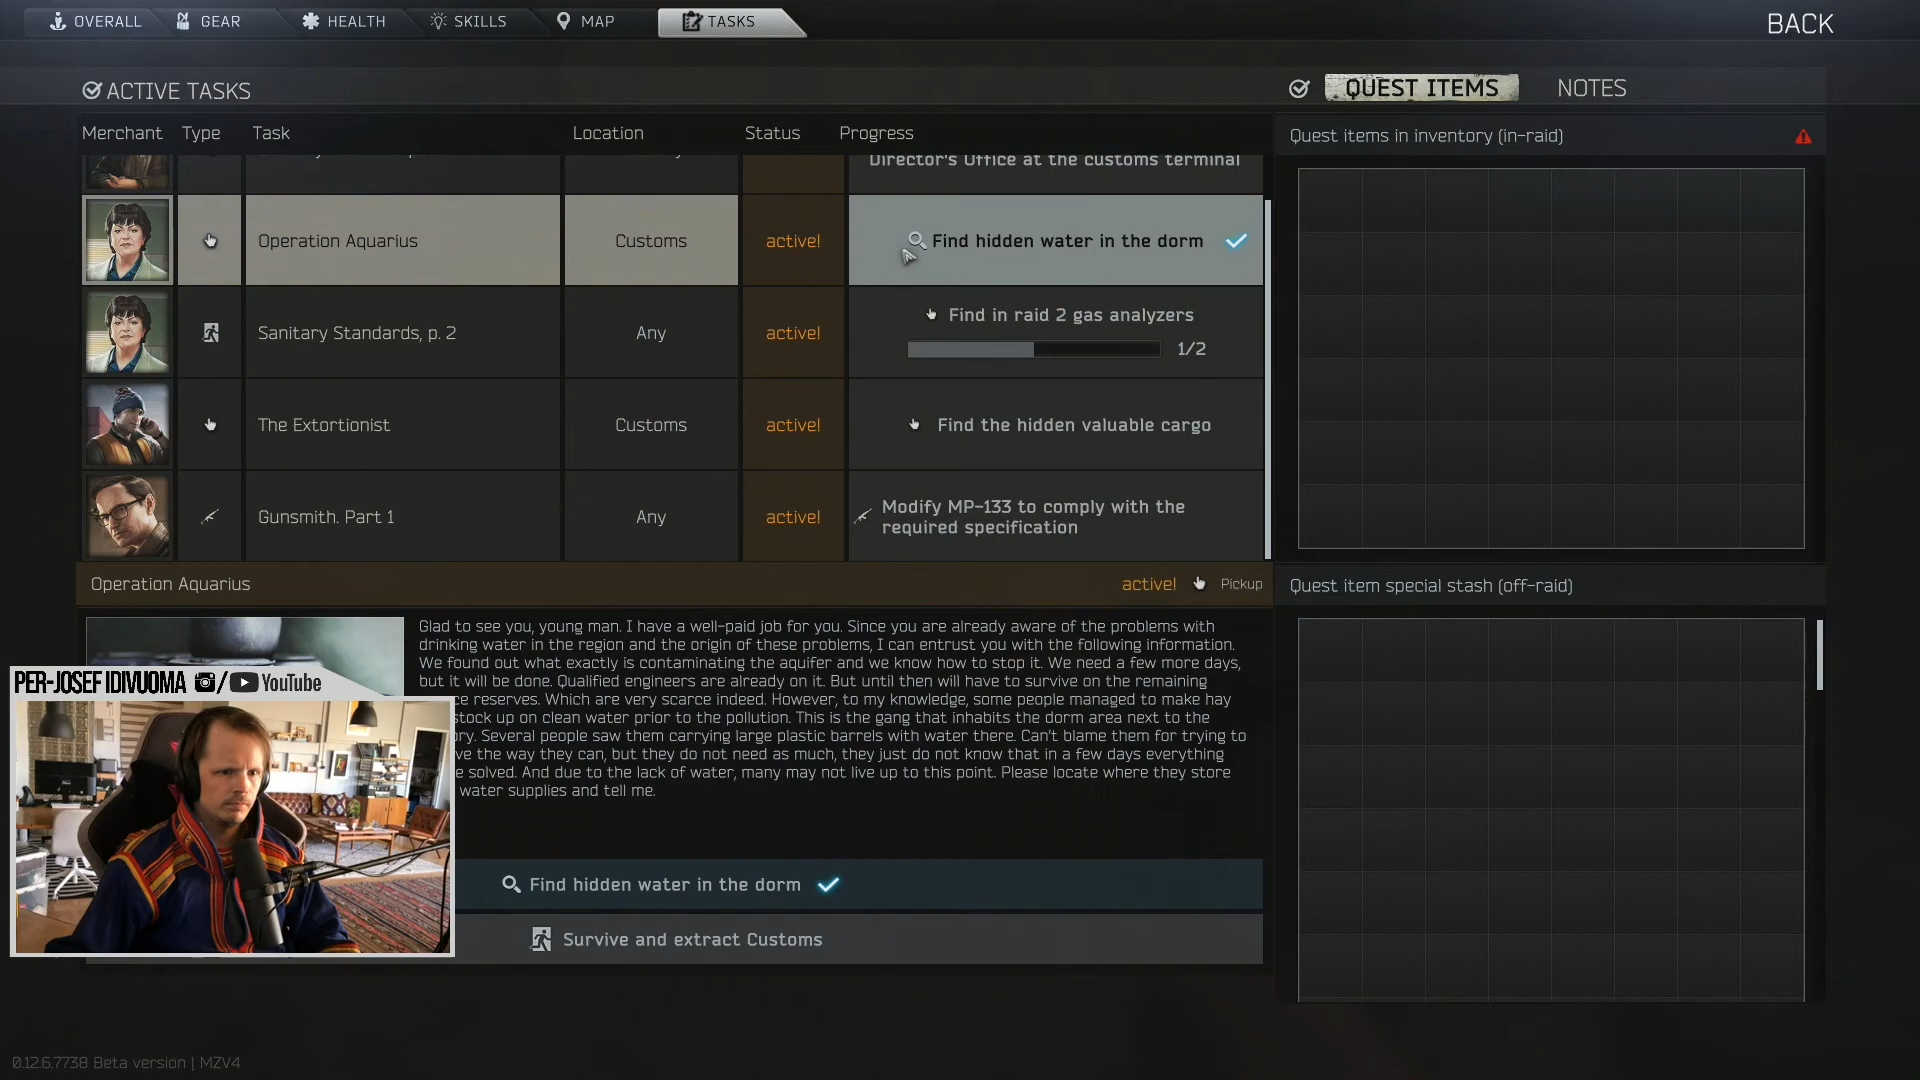 OVERALL
GEAR
HEALTH
SKILLS
MAP
TASKS
BACK
ACTIVE TASKS
QUEST ITEMS
NOTES
Merchant Type Task Location Status Progress
Quest items in inventory (in-raid)
Director's Office at the customs terminal
Operation Aquarius Customs active! Find hidden water in the dorm
Sanitary Standards, p. 2 Any active! Find in raid 2 gas analyzers
1/2
The Extortionist Customs active! Find the hidden valuable cargo
Gunsmith. Part 1 Any active! Modify MP-133 to comply with the
required specification
Operation Aquarius active! Pickup
Quest item special stash (off-raid)
Glad to see you, young man. I have a well-paid job for you. Since you are already aware of the problems with
drinking water in the region and the origin of these problems, I can entrust you with the following information.
We found out what exactly is contaminating the aquifer and we know how to stop it. We need a few more days,
but it will be done. Qualified engineers are already on it. But until then will have to survive on the remaining
ce reserves. Which are very scarce indeed. However, to my knowledge, some people managed to make hay
stock up on clean water prior to the pollution. This is the gang that inhabits the dorm area next to the
ory. Several people saw them carrying large plastic barrels with water there. Can't blame them for trying to
ve the way they can, but they do not need as much, they just do not know that in a few days everything
e solved. And due to the lack of water, many may not live up to this point. Please locate where they store
water supplies and tell me.
PER-JOSEF IDIVUOMA / YouTube
Find hidden water in the dorm
Survive and extract Customs
0.12.6.7738 Beta version | MZV4